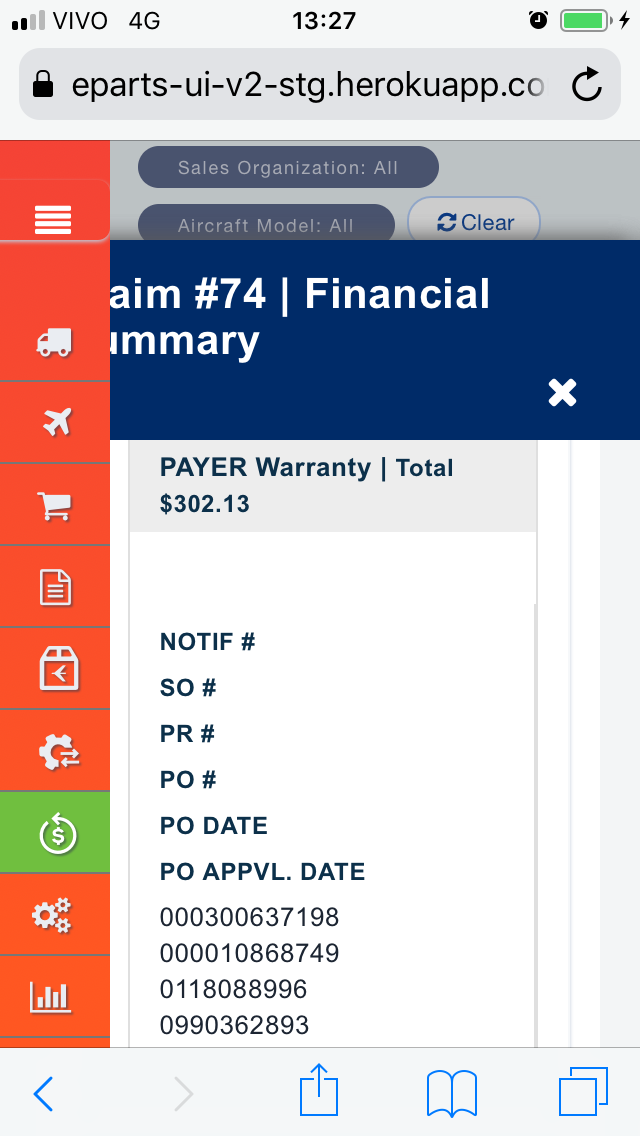 VIVO 4G 13:27
eparts-ui-v2-stg.herokuapp.co
Sales Organization: All
Aircraft Model: All
Clear
aim #74 | Financial
ummary
PAYER Warranty | Total
$302.13
NOTIF #
SO #
PR #
PO #
PO DATE
PO APPVL. DATE
000300637198
000010868749
0118088996
0990362893